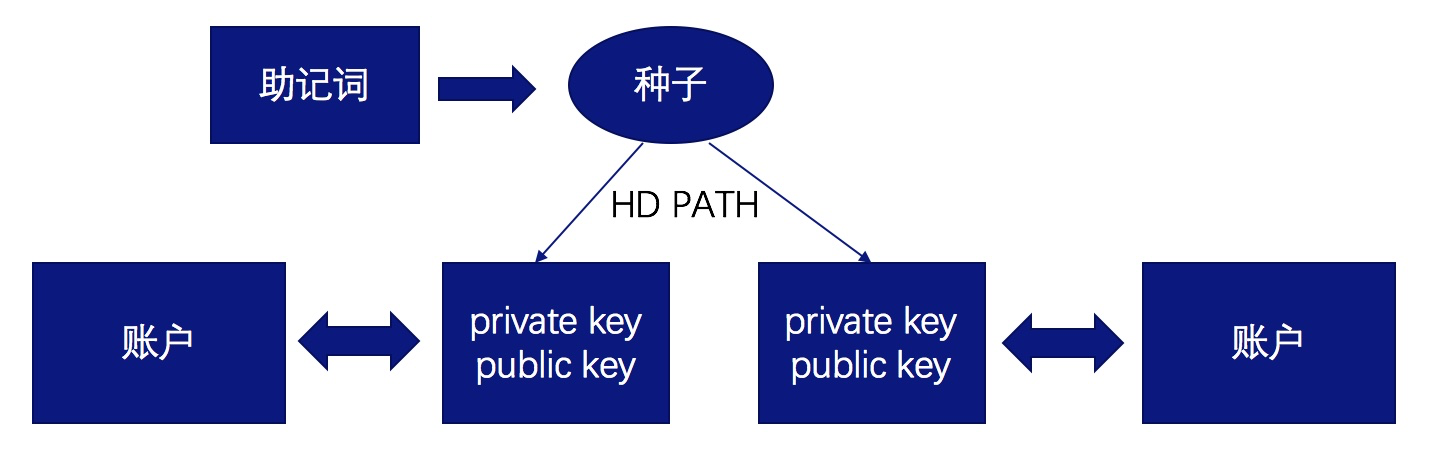 助记词
种子
HD PATH
账户
private key
public key
private key
public key
账户